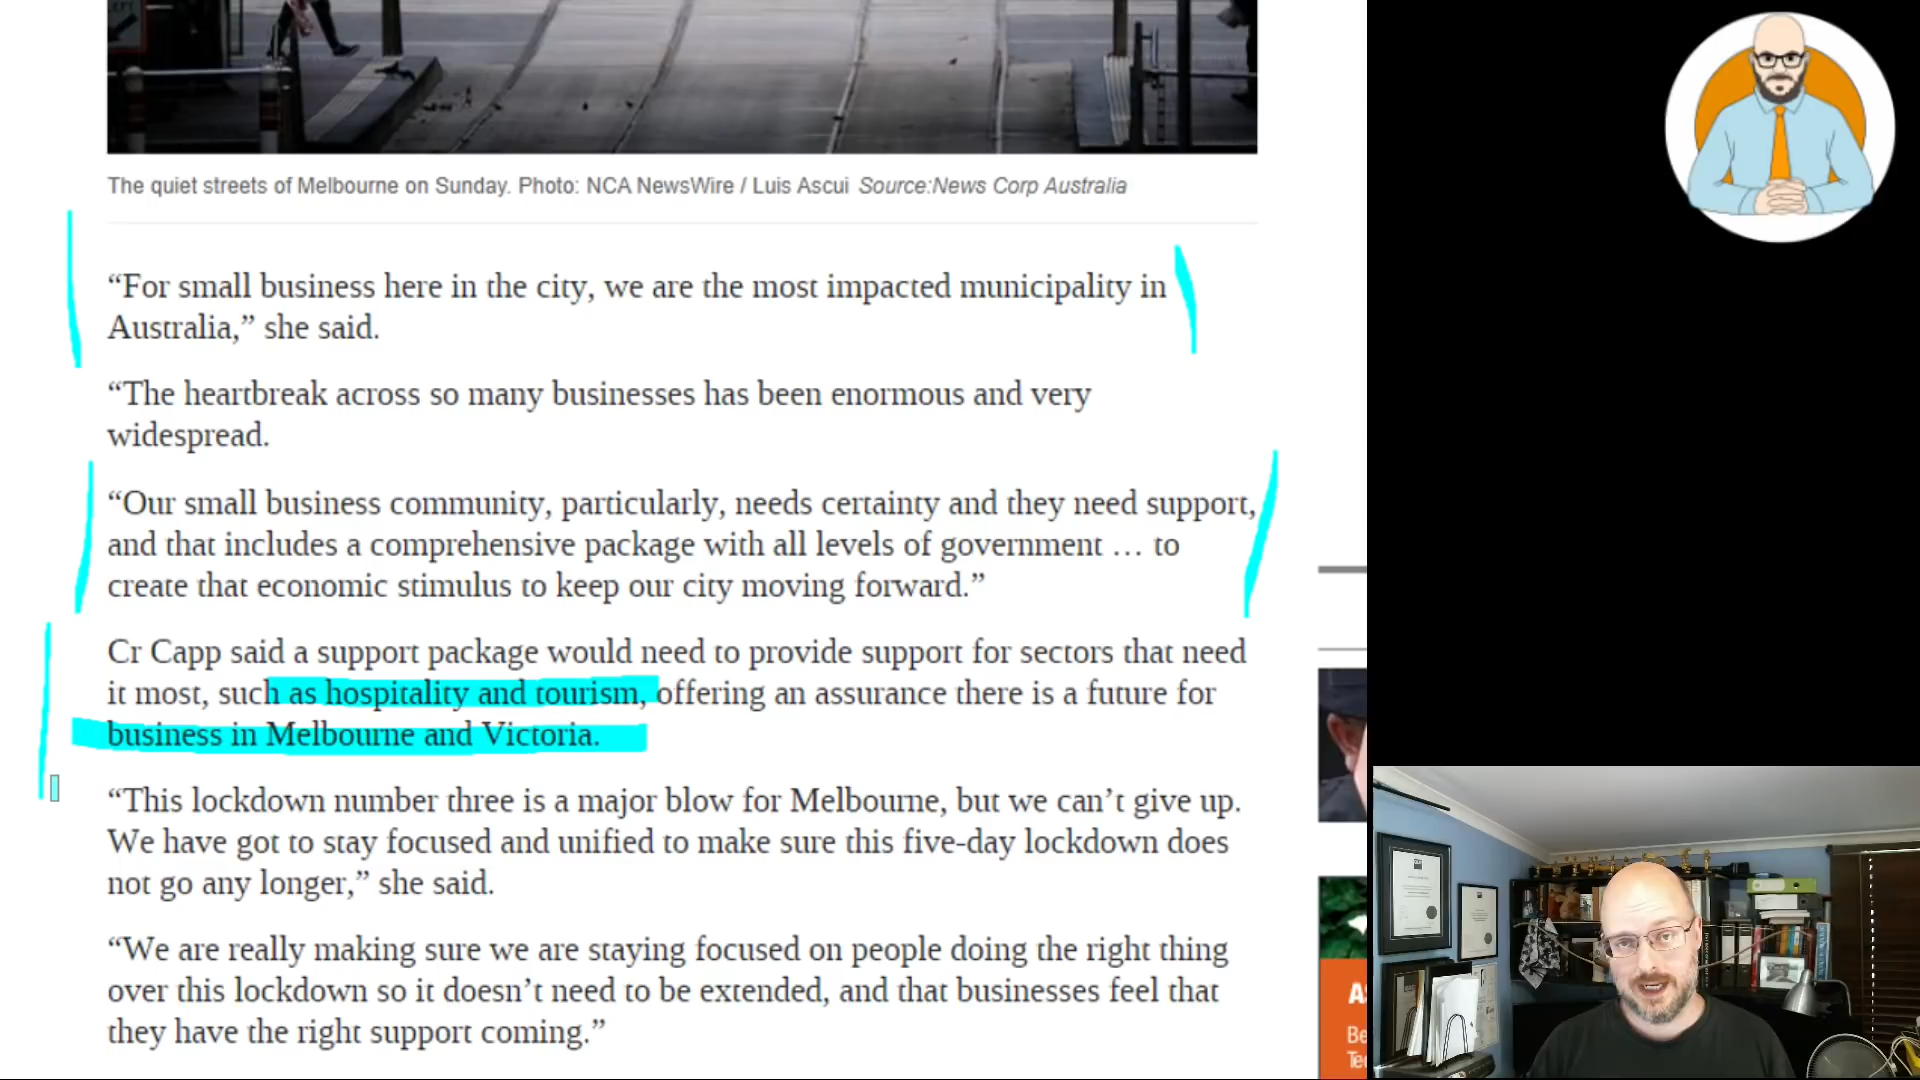 The quiet streets of Melbourne on Sunday. Photo: NCA NewsWire / Luis Ascui Source:News Corp Australia
“For small business here in the city, we are the most impacted municipality in
Australia,” she said.
“The heartbreak across so many businesses has been enormous and very
widespread.
“Our small business community, particularly, needs certainty and they need support,
and that includes a comprehensive package with all levels of government … to
create that economic stimulus to keep our city moving forward.”
Cr Capp said a support package would need to provide support for sectors that need
it most, such as hospitality and tourism, offering an assurance there is a future for
business in Melbourne and Victoria.
“This lockdown number three is a major blow for Melbourne, but we can’t give up.
We have got to stay focused and unified to make sure this five-day lockdown does
not go any longer,” she said.
“We are really making sure we are staying focused on people doing the right thing
over this lockdown so it doesn’t need to be extended, and that businesses feel that
they have the right support coming.”
Be